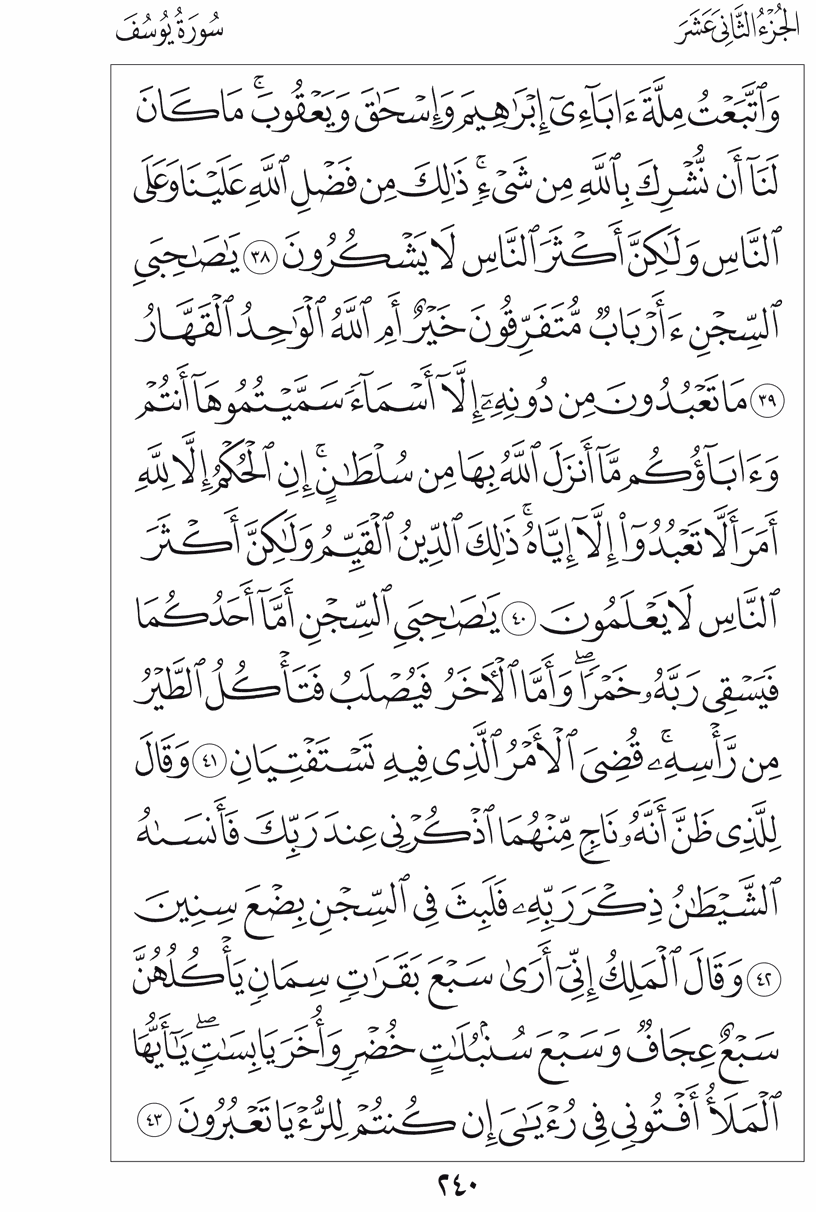 الجُزْءُ الثَّانِيَ عَشَرَ
سُورَةُ يُوسُفَ
وَٱتَّبَعْتُ مِلَّةَ ءَابَآءِىٓ إِبْرَٰهِيمَ وَإِسْحَٰقَ وَيَعْقُوبَ ۚ مَا كَانَ
لَنَآ أَن نُّشْرِكَ بِٱللَّهِ مِن شَىْءٍ ۚ ذَٰلِكَ مِن فَضْلِ ٱللَّهِ عَلَيْنَا وَعَلَى
ٱلنَّاسِ وَلَٰكِنَّ أَكْثَرَ ٱلنَّاسِ لَا يَشْكُرُونَ ٣٨ يَٰصَٰحِبَىِ
ٱلسِّجْنِ ءَأَرْبَابٌ مُّتَفَرِّقُونَ خَيْرٌ أَمِ ٱللَّهُ ٱلْوَٰحِدُ ٱلْقَهَّارُ
٣٩ مَا تَعْبُدُونَ مِن دُونِهِۦٓ إِلَّآ أَسْمَآءً سَمَّيْتُمُوهَآ أَنتُمْ
وَءَابَآؤُكُم مَّآ أَنزَلَ ٱللَّهُ بِهَا مِن سُلْطَٰنٍ ۚ إِنِ ٱلْحُكْمُ إِلَّا لِلَّهِ
أَمَرَ أَلَّا تَعْبُدُوٓا۟ إِلَّآ إِيَّاهُ ۚ ذَٰلِكَ ٱلدِّينُ ٱلْقَيِّمُ وَلَٰكِنَّ أَكْثَرَ
ٱلنَّاسِ لَا يَعْلَمُونَ ٤٠ يَٰصَٰحِبَىِ ٱلسِّجْنِ أَمَّآ أَحَدُكُمَا
فَيَسْقِى رَبَّهُۥ خَمْرًا ۖ وَأَمَّا ٱلْءَاخَرُ فَيُصْلَبُ فَتَأْكُلُ ٱلطَّيْرُ
مِن رَّأْسِهِۦ ۚ قُضِىَ ٱلْأَمْرُ ٱلَّذِى فِيهِ تَسْتَفْتِيَانِ ٤١ وَقَالَ
لِلَّذِى ظَنَّ أَنَّهُۥ نَاجٍ مِّنْهُمَا ٱذْكُرْنِى عِندَ رَبِّكَ فَأَنسَىٰهُ
ٱلشَّيْطَٰنُ ذِكْرَ رَبِّهِۦ فَلَبِثَ فِى ٱلسِّجْنِ بِضْعَ سِنِينَ
٤٢ وَقَالَ ٱلْمَلِكُ إِنِّىٓ أَرَىٰ سَبْعَ بَقَرَٰتٍ سِمَانٍ يَأْكُلُهُنَّ
سَبْعٌ عِجَافٌ وَسَبْعَ سُنۢبُلَٰتٍ خُضْرٍ وَأُخَرَ يَابِسَٰتٍ ۖ يَٰٓأَيُّهَا
ٱلْمَلَأُ أَفْتُونِى فِى رُءْيَٰىَ إِن كُنتُمْ لِلرُّءْيَا تَعْبُرُونَ ٤٣
٢٤٠